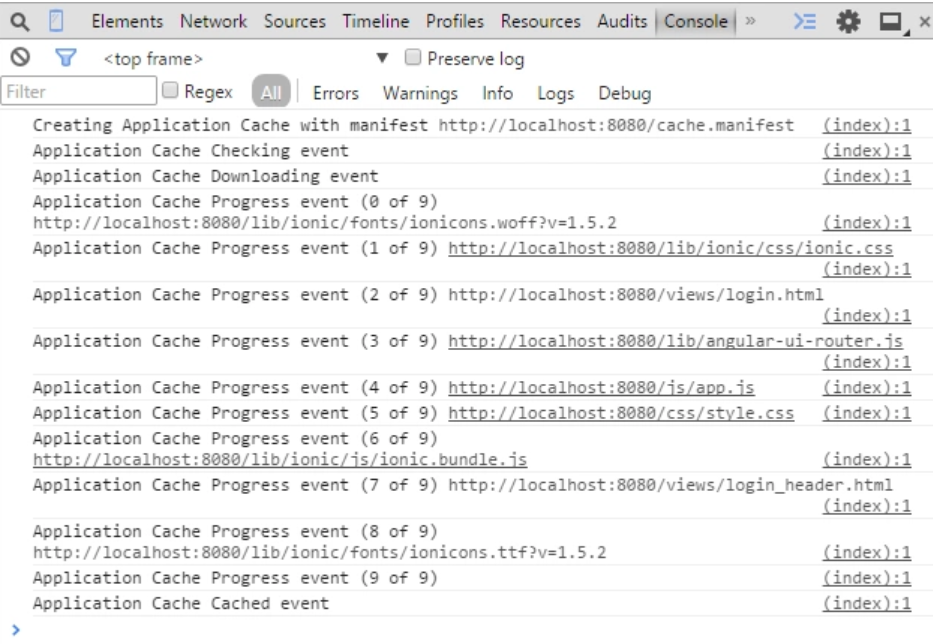 Elements Network Sources Timeline Profiles Resources Audits Console » ×
<top frame> ▼ Preserve log
Filter Regex All Errors Warnings Info Logs Debug
Creating Application Cache with manifest http://localhost:8080/cache.manifest (index):1
Application Cache Checking event (index):1
Application Cache Downloading event (index):1
Application Cache Progress event (0 of 9)
http://localhost:8080/lib/ionic/fonts/ionicons.woff?v=1.5.2 (index):1
Application Cache Progress event (1 of 9) http://localhost:8080/lib/ionic/css/ionic.css
(index):1
Application Cache Progress event (2 of 9) http://localhost:8080/views/login.html
(index):1
Application Cache Progress event (3 of 9) http://localhost:8080/lib/angular-ui-router.js
(index):1
Application Cache Progress event (4 of 9) http://localhost:8080/js/app.js (index):1
Application Cache Progress event (5 of 9) http://localhost:8080/css/style.css (index):1
Application Cache Progress event (6 of 9)
http://localhost:8080/lib/ionic/js/ionic.bundle.js (index):1
Application Cache Progress event (7 of 9) http://localhost:8080/views/login_header.html
(index):1
Application Cache Progress event (8 of 9)
http://localhost:8080/lib/ionic/fonts/ionicons.ttf?v=1.5.2 (index):1
Application Cache Progress event (9 of 9) (index):1
Application Cache Cached event (index):1
>